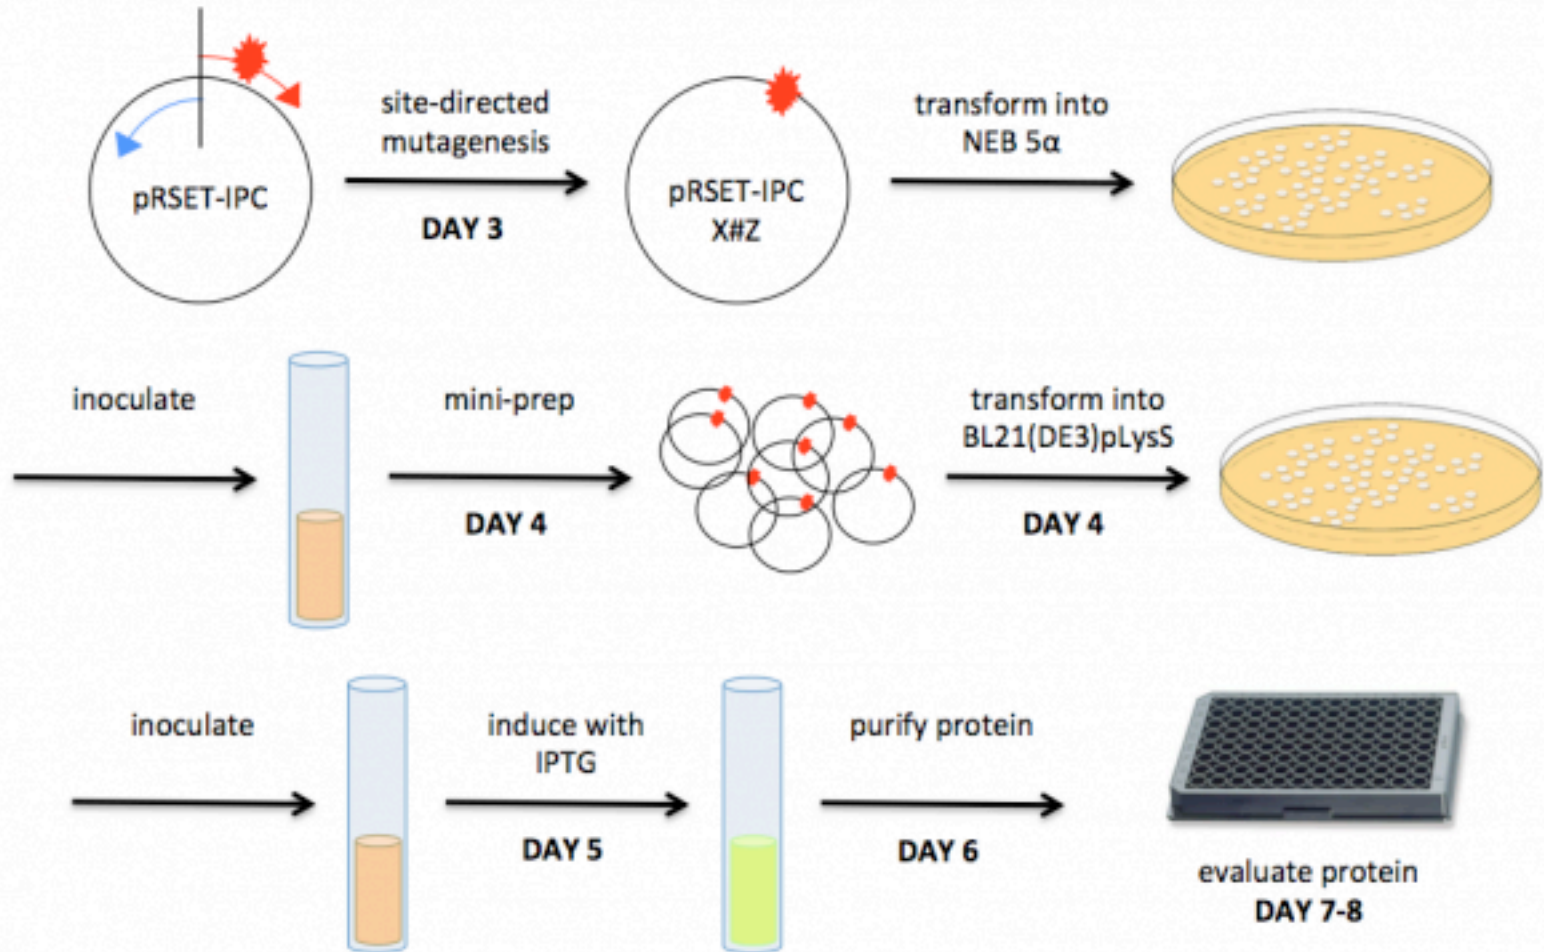 pRSET-IPC
site-directed
mutagenesis
DAY 3
pRSET-IPC
X#Z
transform into
NEB 5α
inoculate
mini-prep
DAY 4
transform into
BL21(DE3)pLysS
DAY 4
inoculate
induce with
IPTG
DAY 5
purify protein
DAY 6
evaluate protein
DAY 7-8